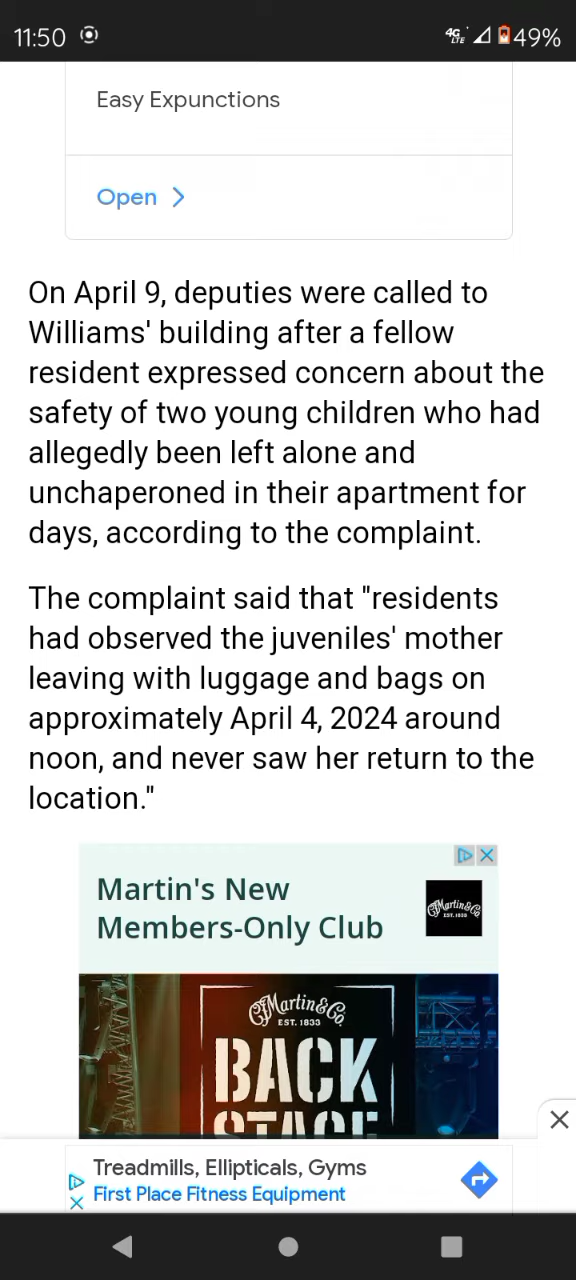 11:50
4G LTE 49%
Easy Expunctions
Open
On April 9, deputies were called to
Williams' building after a fellow
resident expressed concern about the
safety of two young children who had
allegedly been left alone and
unchaperoned in their apartment for
days, according to the complaint.
The complaint said that "residents
had observed the juveniles' mother
leaving with luggage and bags on
approximately April 4, 2024 around
noon, and never saw her return to the
location."
Martin's New
Members-Only Club
CFMartin&Co.
EST. 1833
CFMartin&Co.
EST. 1833
BACK
STAGE
Treadmills, Ellipticals, Gyms
First Place Fitness Equipment